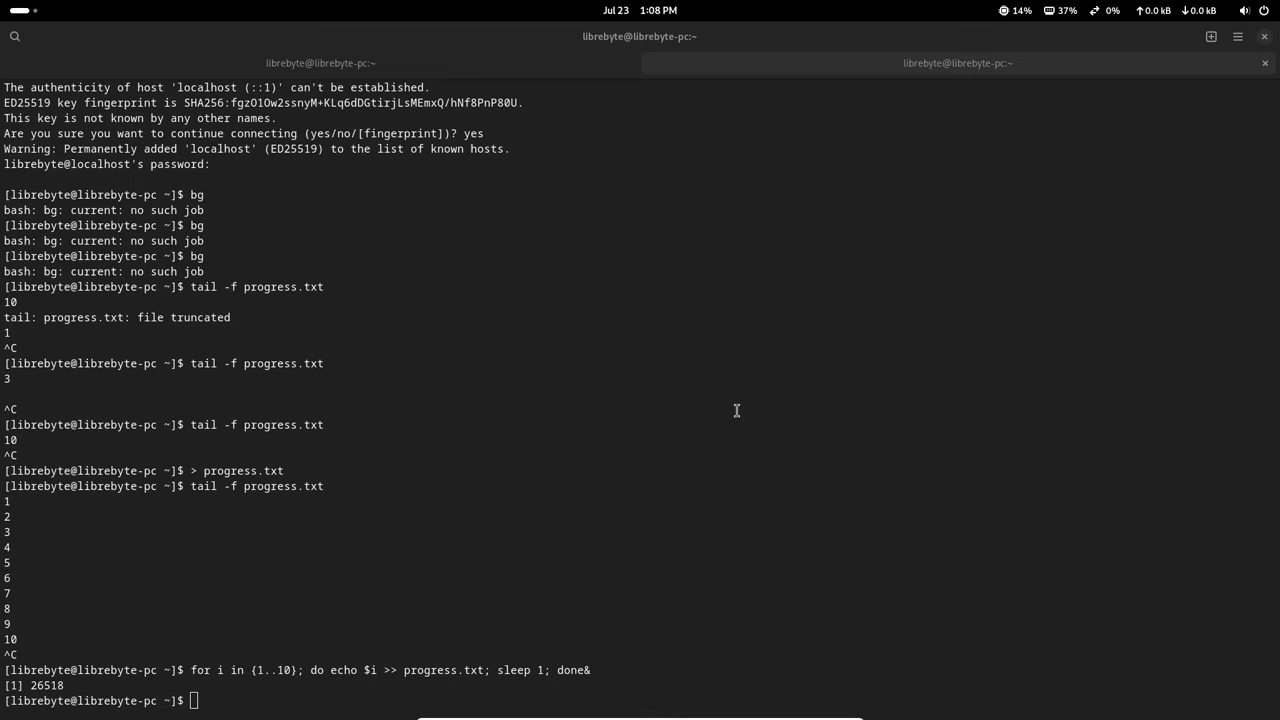 Jul 23 1:08 PM
14% 37% 0% 0.0 kB 0.0 kB
librebyte@librebyte-pc:~
librebyte@librebyte-pc:~ librebyte@librebyte-pc:~
The authenticity of host 'localhost (::1)' can't be established.
ED25519 key fingerprint is SHA256:fgzO1Ow2ssnyM+KLq6dDGtirjLsMEmxQ/hNf8PnP80U.
This key is not known by any other names.
Are you sure you want to continue connecting (yes/no/[fingerprint])? yes
Warning: Permanently added 'localhost' (ED25519) to the list of known hosts.
librebyte@localhost's password:
[librebyte@librebyte-pc ~]$ bg
bash: bg: current: no such job
[librebyte@librebyte-pc ~]$ bg
bash: bg: current: no such job
[librebyte@librebyte-pc ~]$ bg
bash: bg: current: no such job
[librebyte@librebyte-pc ~]$ tail -f progress.txt
10
tail: progress.txt: file truncated
1
^C
[librebyte@librebyte-pc ~]$ tail -f progress.txt
3
^C
[librebyte@librebyte-pc ~]$ tail -f progress.txt
10
^C
[librebyte@librebyte-pc ~]$ > progress.txt
[librebyte@librebyte-pc ~]$ tail -f progress.txt
1
2
3
4
5
6
7
8
9
10
^C
[librebyte@librebyte-pc ~]$ for i in {1..10}; do echo $i >> progress.txt; sleep 1; done&
[1] 26518
[librebyte@librebyte-pc ~]$